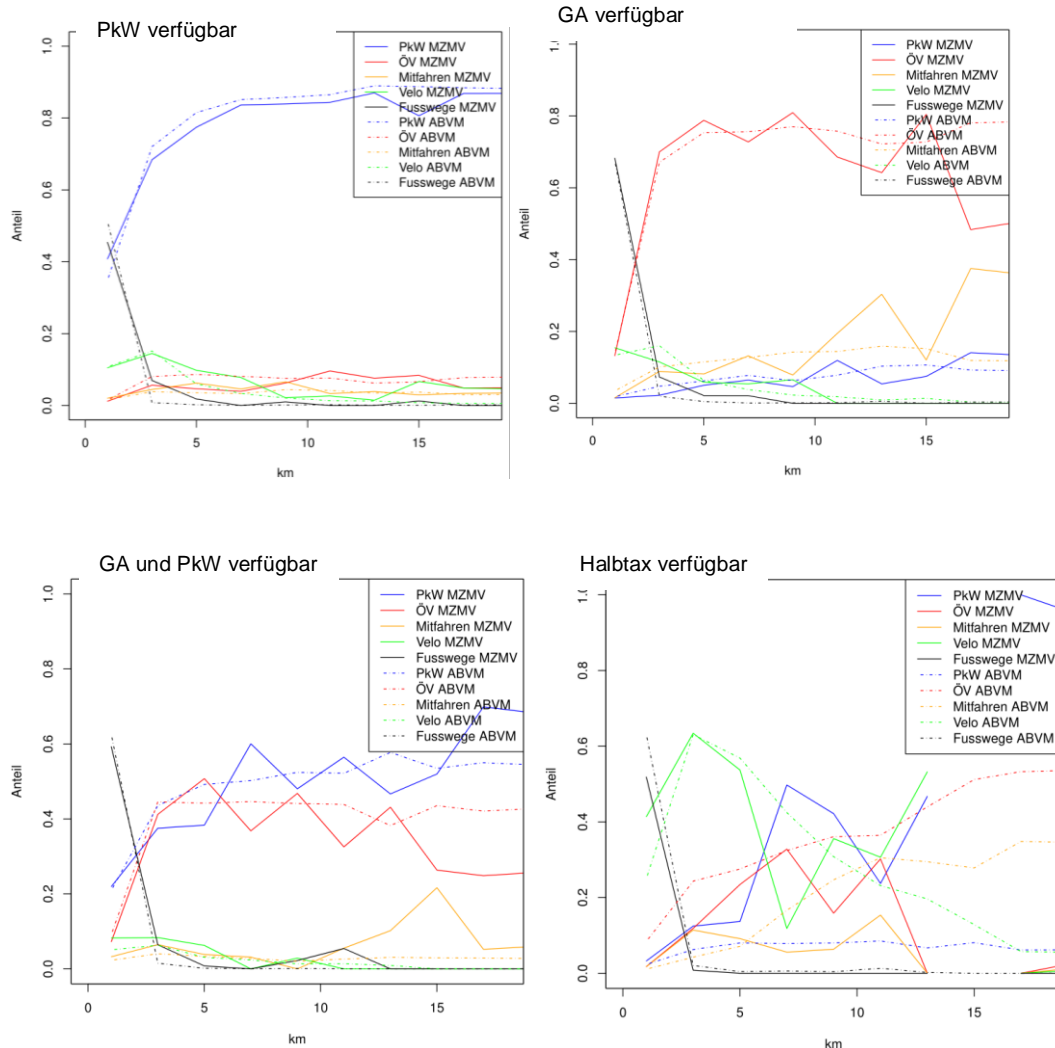 PkW verfügbar
PkW MZMV
ÖV MZMV
Mitfahren MZMV
Velo MZMV
Fusswege MZMV
PkW ABVM
ÖV ABVM
Mitfahren ABVM
Velo ABVM
Fusswege ABVM
Anteil
1.0
0.8
0.6
0.4
0.2
0.0
0
5
10
15
km
GA verfügbar
PkW MZMV
ÖV MZMV
Mitfahren MZMV
Velo MZMV
Fusswege MZMV
PkW ABVM
ÖV ABVM
Mitfahren ABVM
Velo ABVM
Fusswege ABVM
Anteil
1.0
0.8
0.6
0.4
0.2
0.0
0
5
10
15
km
GA und PkW verfügbar
PkW MZMV
ÖV MZMV
Mitfahren MZMV
Velo MZMV
Fusswege MZMV
PkW ABVM
ÖV ABVM
Mitfahren ABVM
Velo ABVM
Fusswege ABVM
Anteil
1.0
0.8
0.6
0.4
0.2
0.0
0
5
10
15
km
Halbtax verfügbar
PkW MZMV
ÖV MZMV
Mitfahren MZMV
Velo MZMV
Fusswege MZMV
PkW ABVM
ÖV ABVM
Mitfahren ABVM
Velo ABVM
Fusswege ABVM
Anteil
1.0
0.8
0.6
0.4
0.2
0.0
0
5
10
15
km